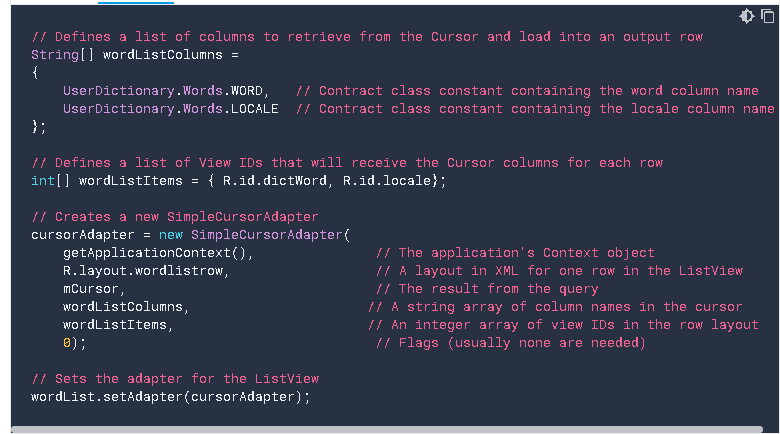 // Defines a list of columns to retrieve from the Cursor and load into an output row
String[] wordListColumns =
{
    UserDictionary.Words.WORD,   // Contract class constant containing the word column name
    UserDictionary.Words.LOCALE  // Contract class constant containing the locale column name
};

// Defines a list of View IDs that will receive the Cursor columns for each row
int[] wordListItems = { R.id.dictWord, R.id.locale};

// Creates a new SimpleCursorAdapter
cursorAdapter = new SimpleCursorAdapter(
    getApplicationContext(),               // The application's Context object
    R.layout.wordlistrow,                  // A layout in XML for one row in the ListView
    mCursor,                               // The result from the query
    wordListColumns,                      // A string array of column names in the cursor
    wordListItems,                        // An integer array of view IDs in the row layout
    0);                                    // Flags (usually none are needed)

// Sets the adapter for the ListView
wordList.setAdapter(cursorAdapter);